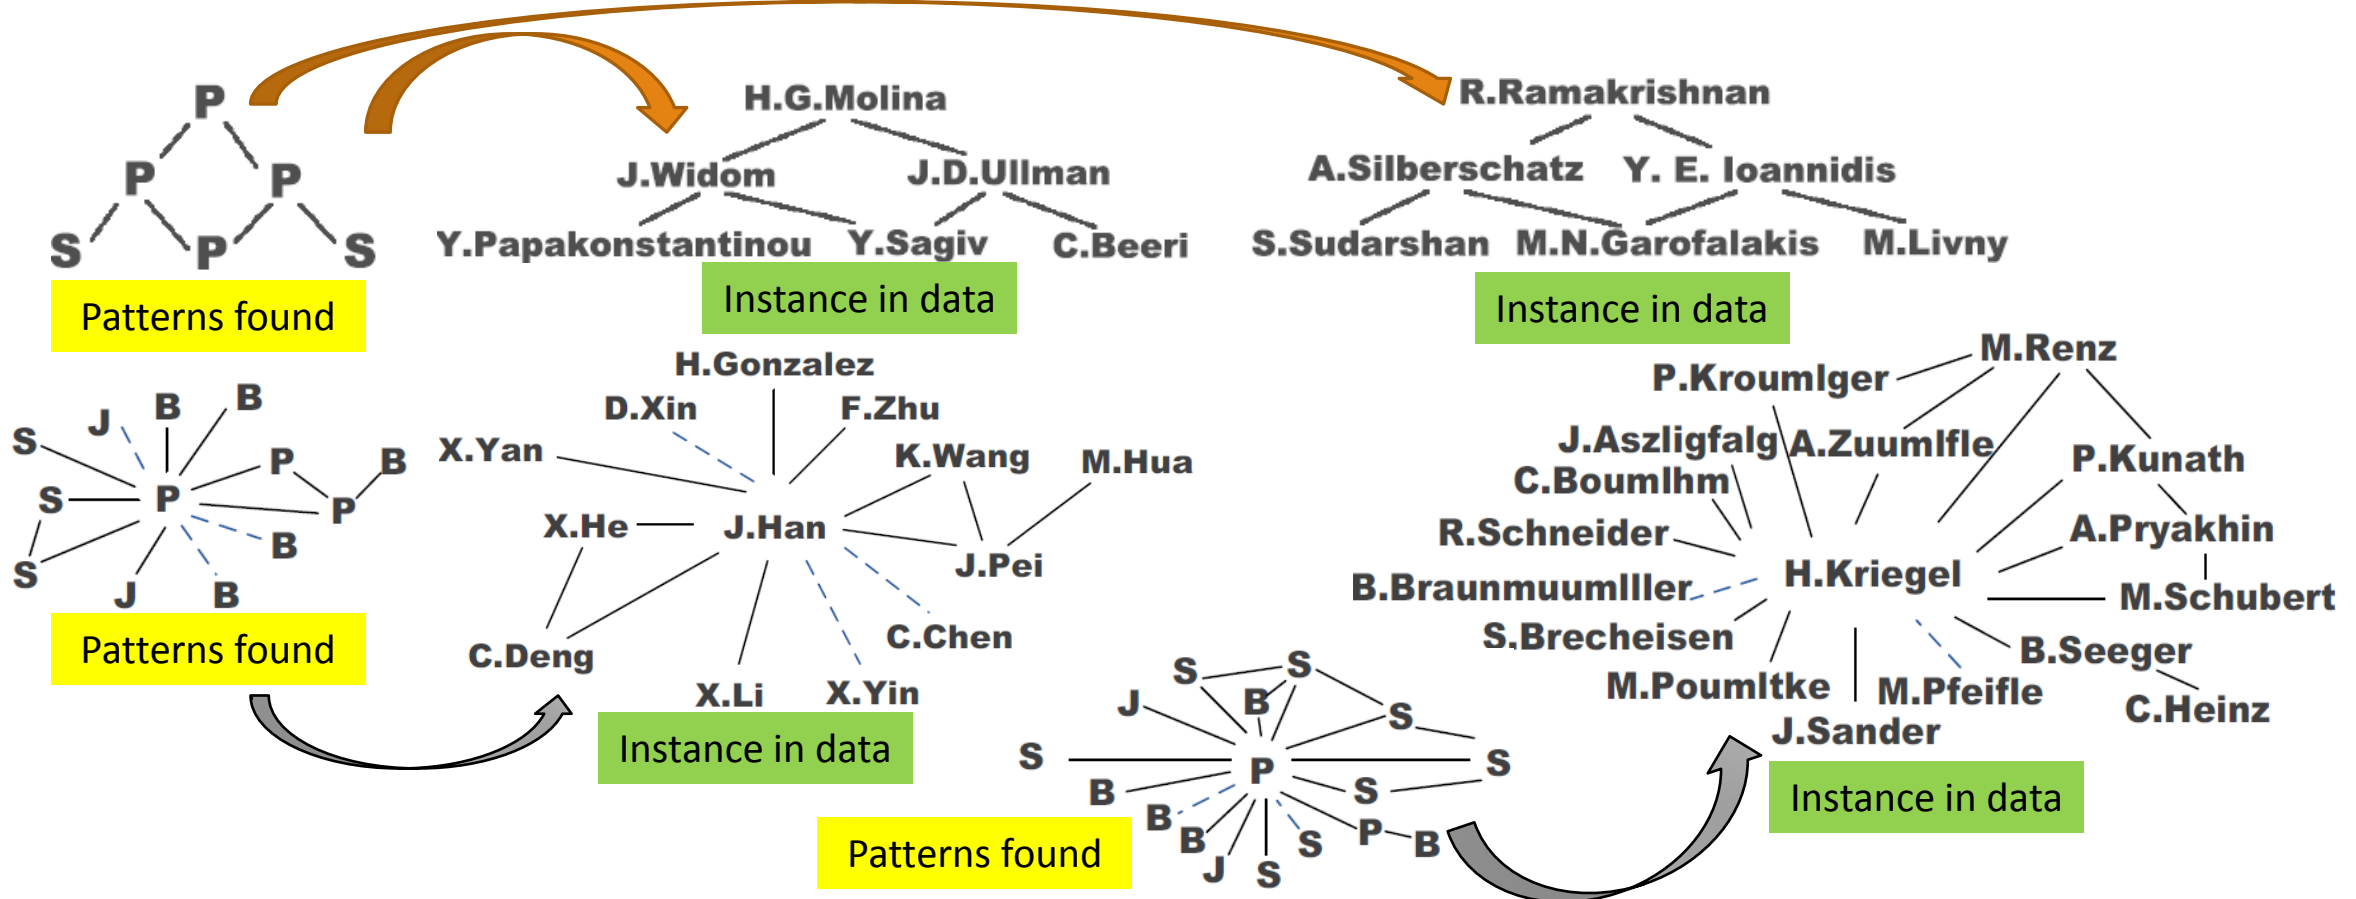 P
P P
S P S
Patterns found
H.G.Molina
J.Widom J.D.Ullman
Y.Papakonstantinou Y.Sagiv C.Beeri
Instance in data
R.Ramakrishnan
A.Silberschatz Y. E. Ioannidis
S.Sudarshan M.N.Garofalakis M.Livny
Instance in data
J B B
S P B
S P P
B
S J B
Patterns found
H.Gonzalez
D.Xin F.Zhu
X.Yan K.Wang M.Hua
X.He J.Han
J.Pei
C.Deng C.Chen
X.Li X.Yin
Instance in data
S S
J B S
S P S
B S
B B P B
S
J S
Patterns found
M.Renz
P.Kroumlger
J.Aszligfalg A.Zuumlfle
C.Boumlhm P.Kunath
R.Schneider A.Pryakhin
B.Braunmuumlller H.Kriegel M.Schubert
S.Brecheisen B.Seeger
M.Poumltke M.Pfeifle C.Heinz
J.Sander
Instance in data